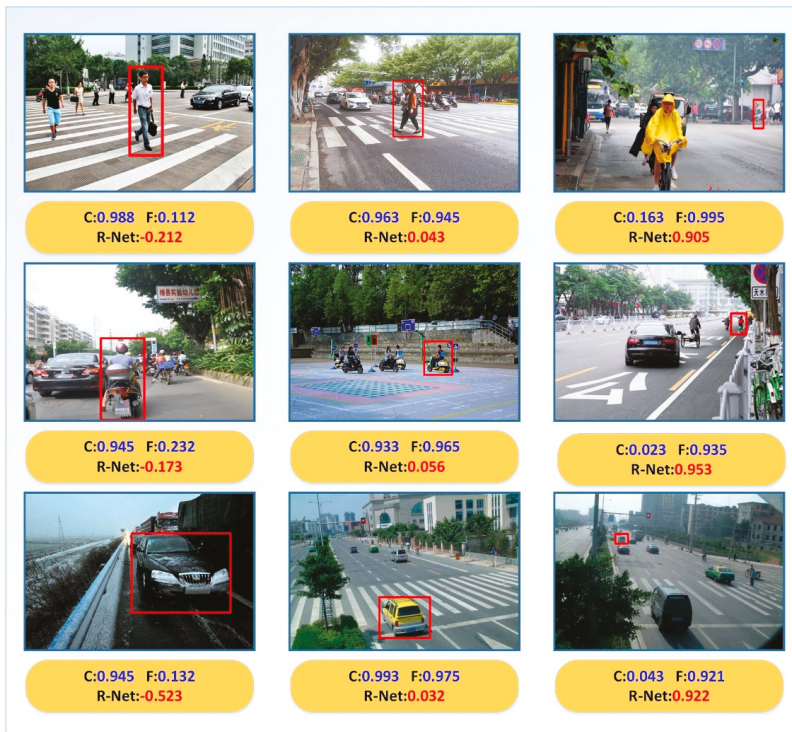 C:0.988 F:0.112
R-Net:-0.212
C:0.963 F:0.945
R-Net:0.043
C:0.163 F:0.995
R-Net:0.905
C:0.945 F:0.232
R-Net:-0.173
C:0.933 F:0.965
R-Net:0.056
C:0.023 F:0.935
R-Net:0.953
C:0.945 F:0.132
R-Net:-0.523
C:0.993 F:0.975
R-Net:0.032
C:0.043 F:0.921
R-Net:0.922